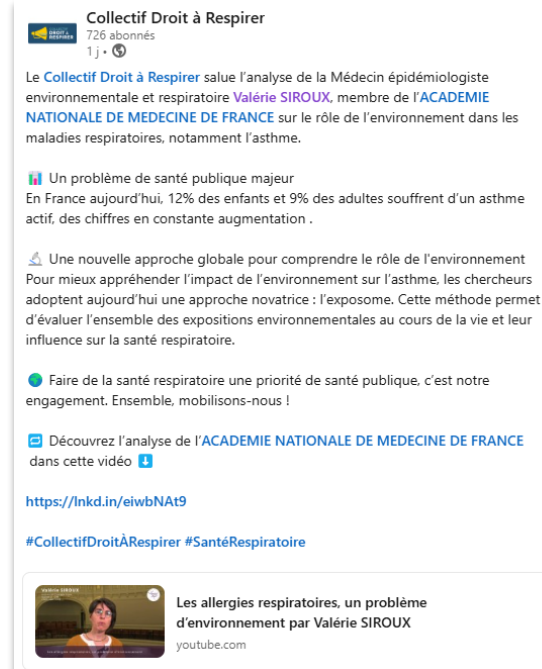 Collectif Droit à Respirer
DROIT à
RESPIRER
726 abonnés
1 j •
Le Collectif Droit à Respirer salue l'analyse de la Médecin épidémiologiste
environnementale et respiratoire Valérie SIROUX, membre de l'ACADEMIE
NATIONALE DE MEDECINE DE FRANCE sur le rôle de l'environnement dans les
maladies respiratoires, notamment l'asthme.
📊 Un problème de santé publique majeur
En France aujourd'hui, 12% des enfants et 9% des adultes souffrent d'un asthme
actif, des chiffres en constante augmentation .
🔬 Une nouvelle approche globale pour comprendre le rôle de l'environnement
Pour mieux appréhender l'impact de l'environnement sur l'asthme, les chercheurs
adoptent aujourd'hui une approche novatrice : l'exposome. Cette méthode permet
d'évaluer l'ensemble des expositions environnementales au cours de la vie et leur
influence sur la santé respiratoire.
🌍 Faire de la santé respiratoire une priorité de santé publique, c'est notre
engagement. Ensemble, mobilisons-nous !
🔁 Découvrez l'analyse de l'ACADEMIE NATIONALE DE MEDECINE DE FRANCE
dans cette vidéo ⬇️
https://lnkd.in/eiwbNAt9
#CollectifDroitÀRespirer #SantéRespiratoire
Valérie SIROUX
Les allergies respiratoires, un problème
d'environnement par Valérie SIROUX
youtube.com